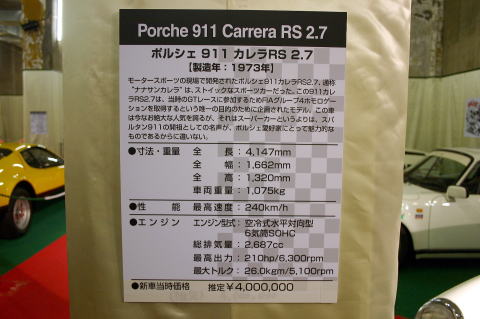 Porche 911 Carrera RS 2.7
ポルシェ 911 カレラRS 2.7
【製造年：1973年】
モータースポーツの現場で開発されたポルシェ911カレラRS2.7、通称
"ナナサンカレラ" は、ストイックなスポーツカーだった。この911カレ
ラRS2.7は、当時のGTレースに参加するためFIAグループ4ホモロゲー
ションを取得するという唯一の目的のために企画されたモデル。この車
は今なお絶大な人気を誇るが、それはスーパーカーというよりは、スパ
ルタン911の開祖としての名声が、ポルシェ愛好家にとって魅力的な
ものであるからに違いない。
●寸法・重量 全長：4,147mm
全幅：1,662mm
全高：1,320mm
車両重量：1,075kg
●性能 最高速度：240km/h
●エンジン エンジン型式：空冷式水平対向型
6気筒SOHC
総排気量：2,687cc
最高出力：210hp/6,300rpm
最大トルク：26.0kgm/5,100rpm
●新車当時価格 推定￥4,000,000